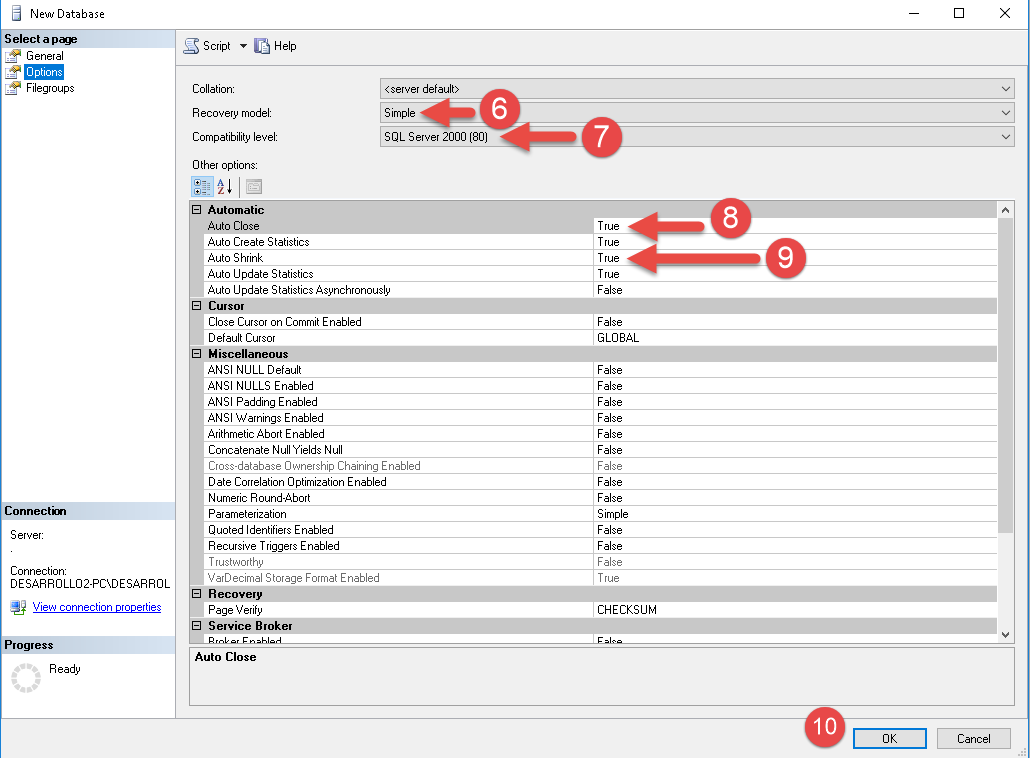 New Database
Select a page
General
Options
Filegroups
Script
Help
Collation: <server default>
Recovery model: Simple 6
Compatibility level: SQL Server 2000 (80) 7
Other options:
Automatic
Auto Close True 8
Auto Create Statistics True
Auto Shrink True 9
Auto Update Statistics True
Auto Update Statistics Asynchronously False
Cursor
Close Cursor on Commit Enabled False
Default Cursor GLOBAL
Miscellaneous
ANSI NULL Default False
ANSI NULLS Enabled False
ANSI Padding Enabled False
ANSI Warnings Enabled False
Arithmetic Abort Enabled False
Concatenate Null Yields Null False
Cross-database Ownership Chaining Enabled False
Date Correlation Optimization Enabled False
Numeric Round-Abort False
Parameterization Simple
Quoted Identifiers Enabled False
Recursive Triggers Enabled False
Trustworthy False
VarDecimal Storage Format Enabled True
Recovery
Page Verify CHECKSUM
Service Broker
Broker Enabled False
Auto Close
Connection
Server:
.
Connection:
DESARROLLO2-PC\DESARROL
View connection properties
Progress
Ready
10
OK
Cancel